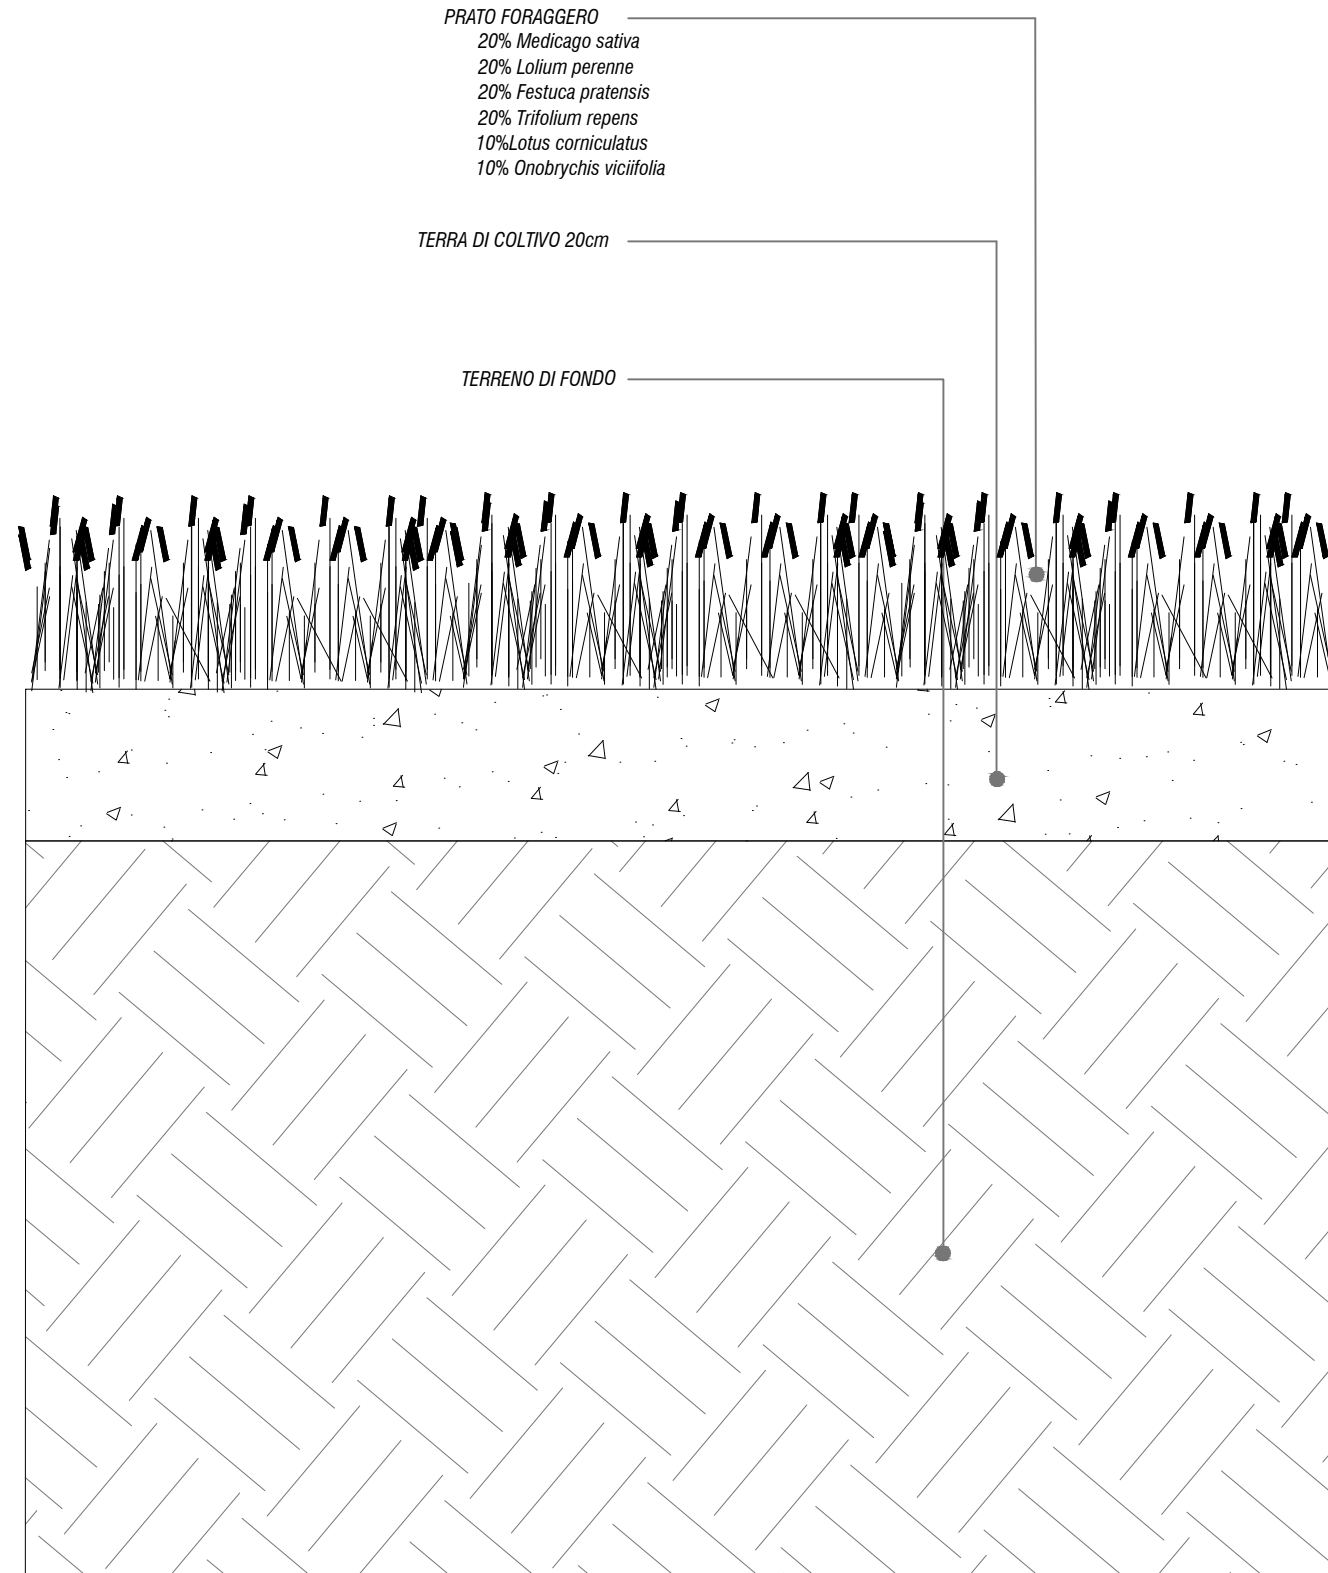 PRATO FORAGGERO
20% Medicago sativa
20% Lolium perenne
20% Festuca pratensis
20% Trifolium repens
10%Lotus corniculatus
10% Onobrychis viciifolia
TERRA DI COLTIVO 20cm
TERRENO DI FONDO